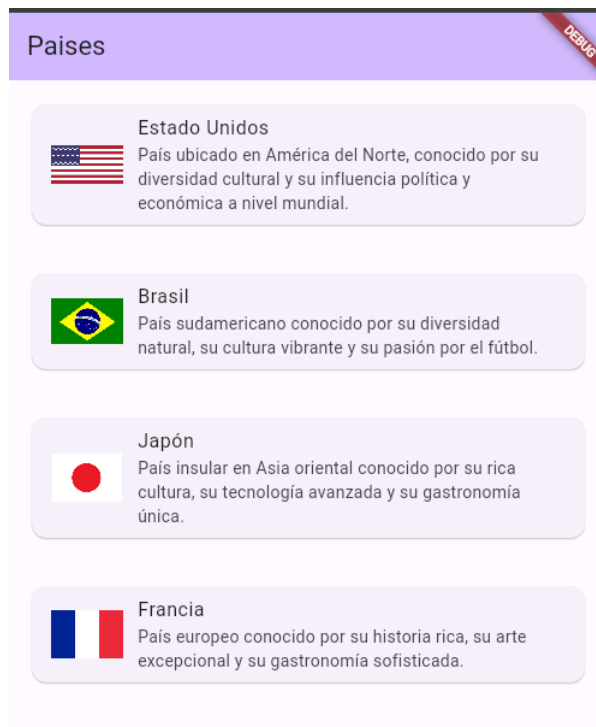 Paises
DEBUG
Estado Unidos
País ubicado en América del Norte, conocido por su
diversidad cultural y su influencia política y
económica a nivel mundial.
Brasil
País sudamericano conocido por su diversidad
natural, su cultura vibrante y su pasión por el fútbol.
Japón
País insular en Asia oriental conocido por su rica
cultura, su tecnología avanzada y su gastronomía
única.
Francia
País europeo conocido por su historia rica, su arte
excepcional y su gastronomía sofisticada.